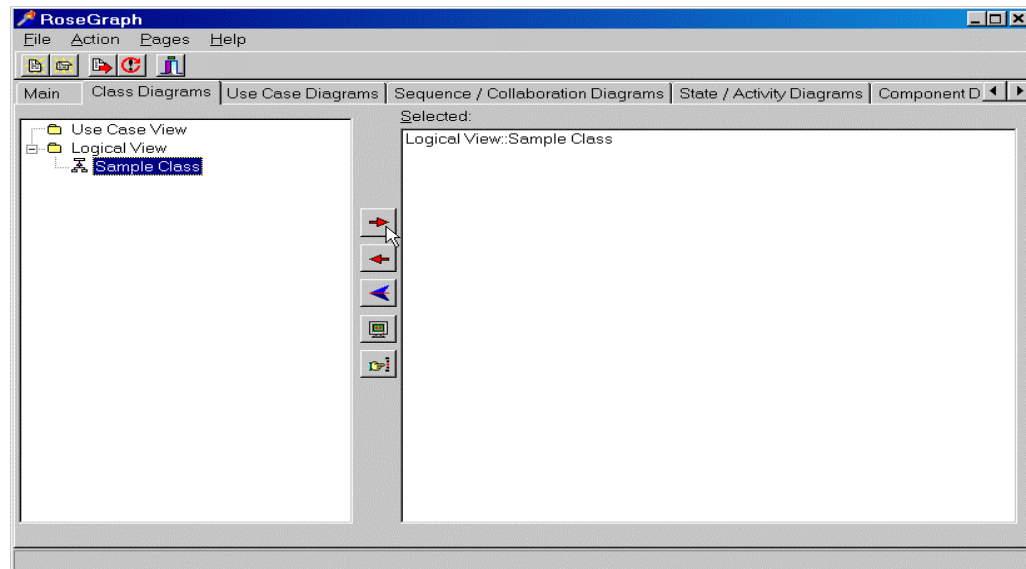 RoseGraph
File Action Pages Help
Main Class Diagrams Use Case Diagrams Sequence / Collaboration Diagrams State / Activity Diagrams Component D
Selected:
Use Case View
Logical View
Sample Class
Logical View::Sample Class